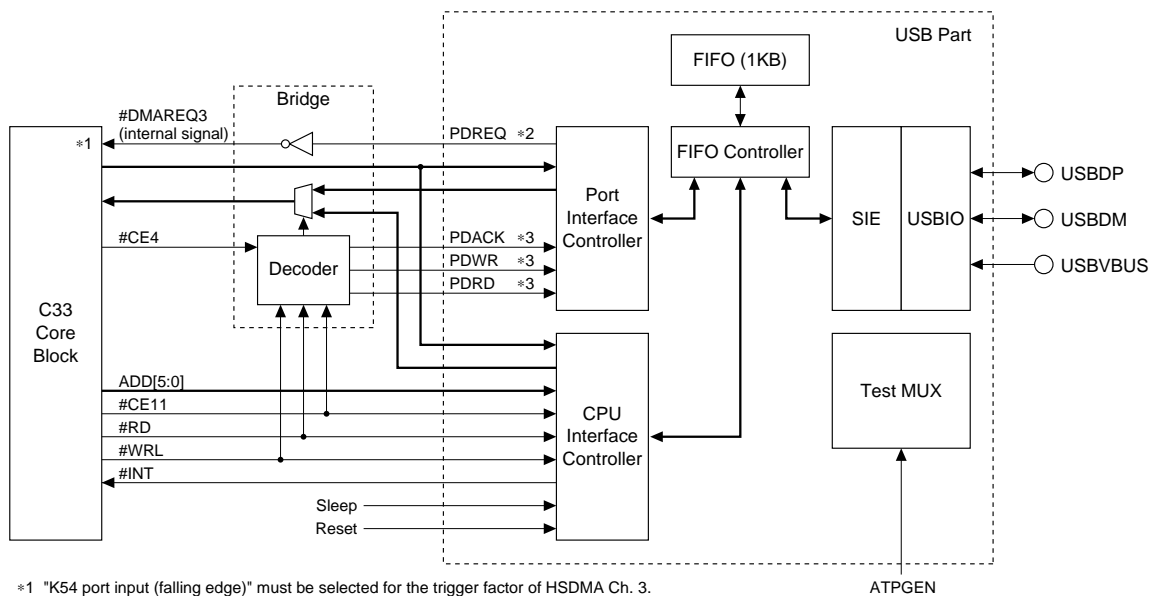 USB Part
FIFO (1KB)
Bridge
#DMAREQ3
(internal signal)
∗1
PDREQ ∗2
FIFO Controller
Port
Interface
Controller
SIE
USBIO
USBDP
USBDM
USBVBUS
#CE4
Decoder
PDACK ∗3
PDWR ∗3
PDRD ∗3
C33
Core
Block
ADD[5:0]
#CE11
#RD
#WRL
#INT
CPU
Interface
Controller
Test MUX
Sleep
Reset
∗1 "K54 port input (falling edge)" must be selected for the trigger factor of HSDMA Ch. 3.
ATPGEN